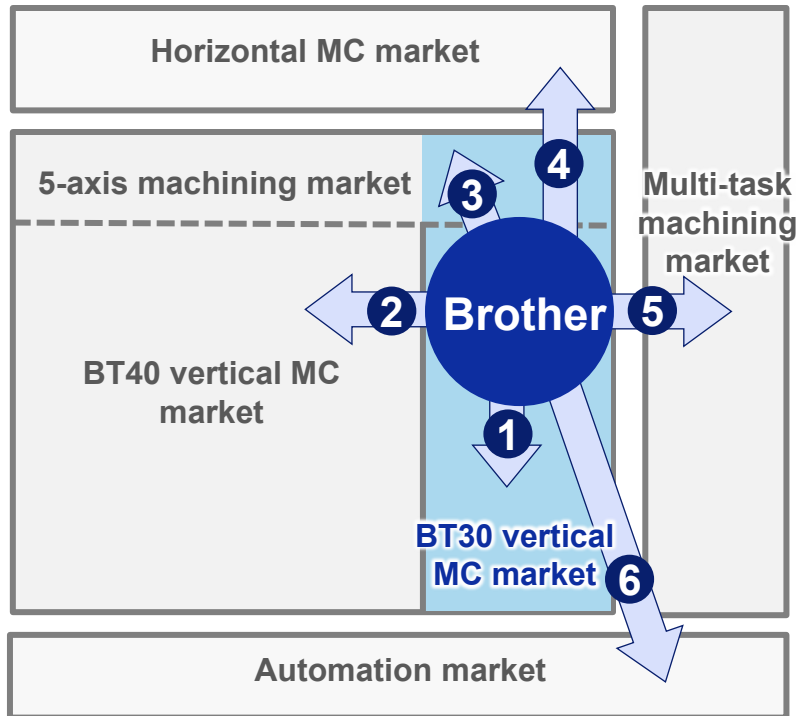 Horizontal MC market
5-axis machining market
3
4
Multi-task
machining
market
2
Brother
5
BT40 vertical MC
market
1
BT30 vertical
MC market
6
Automation market